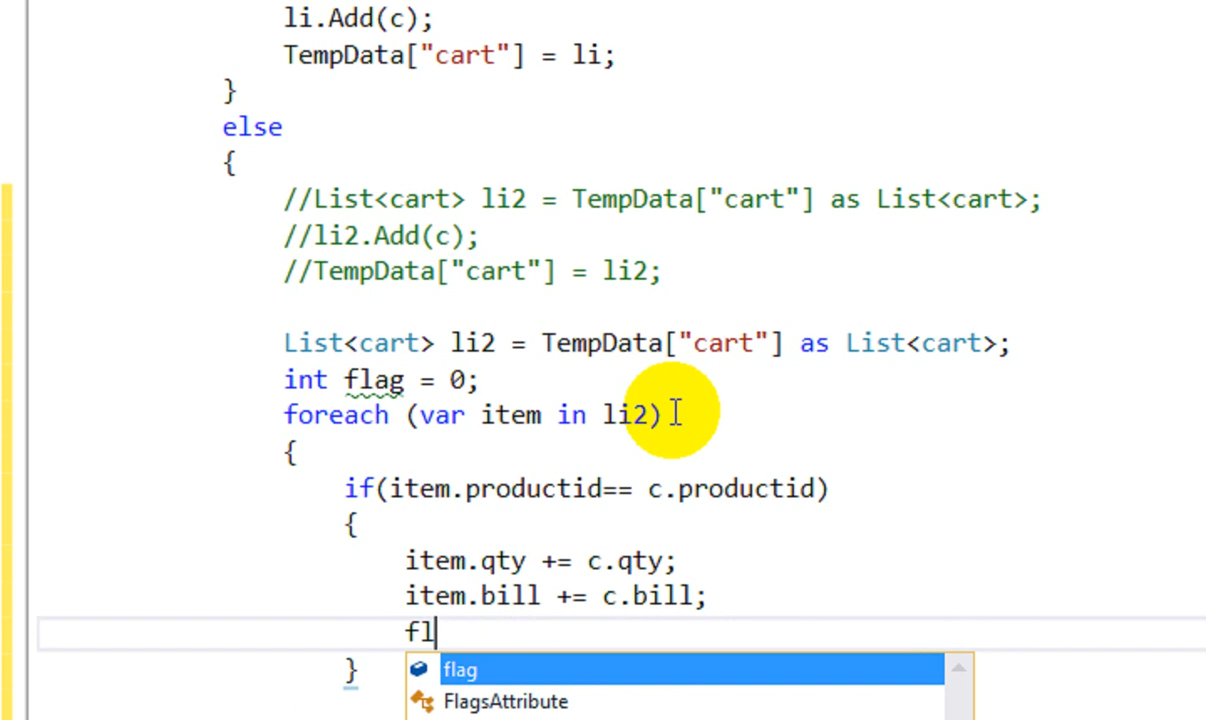 li.Add(c);
TempData["cart"] = li;
}
else
{
//List<cart> li2 = TempData["cart"] as List<cart>;
//li2.Add(c);
//TempData["cart"] = li2;
List<cart> li2 = TempData["cart"] as List<cart>;
int flag = 0;
foreach (var item in li2)
{
if(item.productid== c.productid)
{
item.qty += c.qty;
item.bill += c.bill;
fl
}
flag
FlagsAttribute